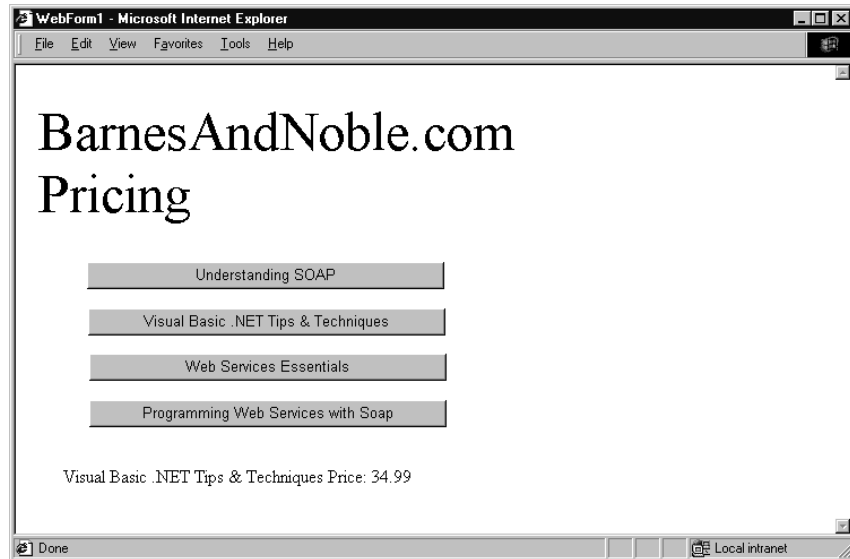 WebForm1 - Microsoft Internet Explorer
File Edit View Favorites Tools Help
BarnesAndNoble.com
Pricing
Understanding SOAP
Visual Basic .NET Tips & Techniques
Web Services Essentials
Programming Web Services with Soap
Visual Basic .NET Tips & Techniques Price: 34.99
Done
Local intranet